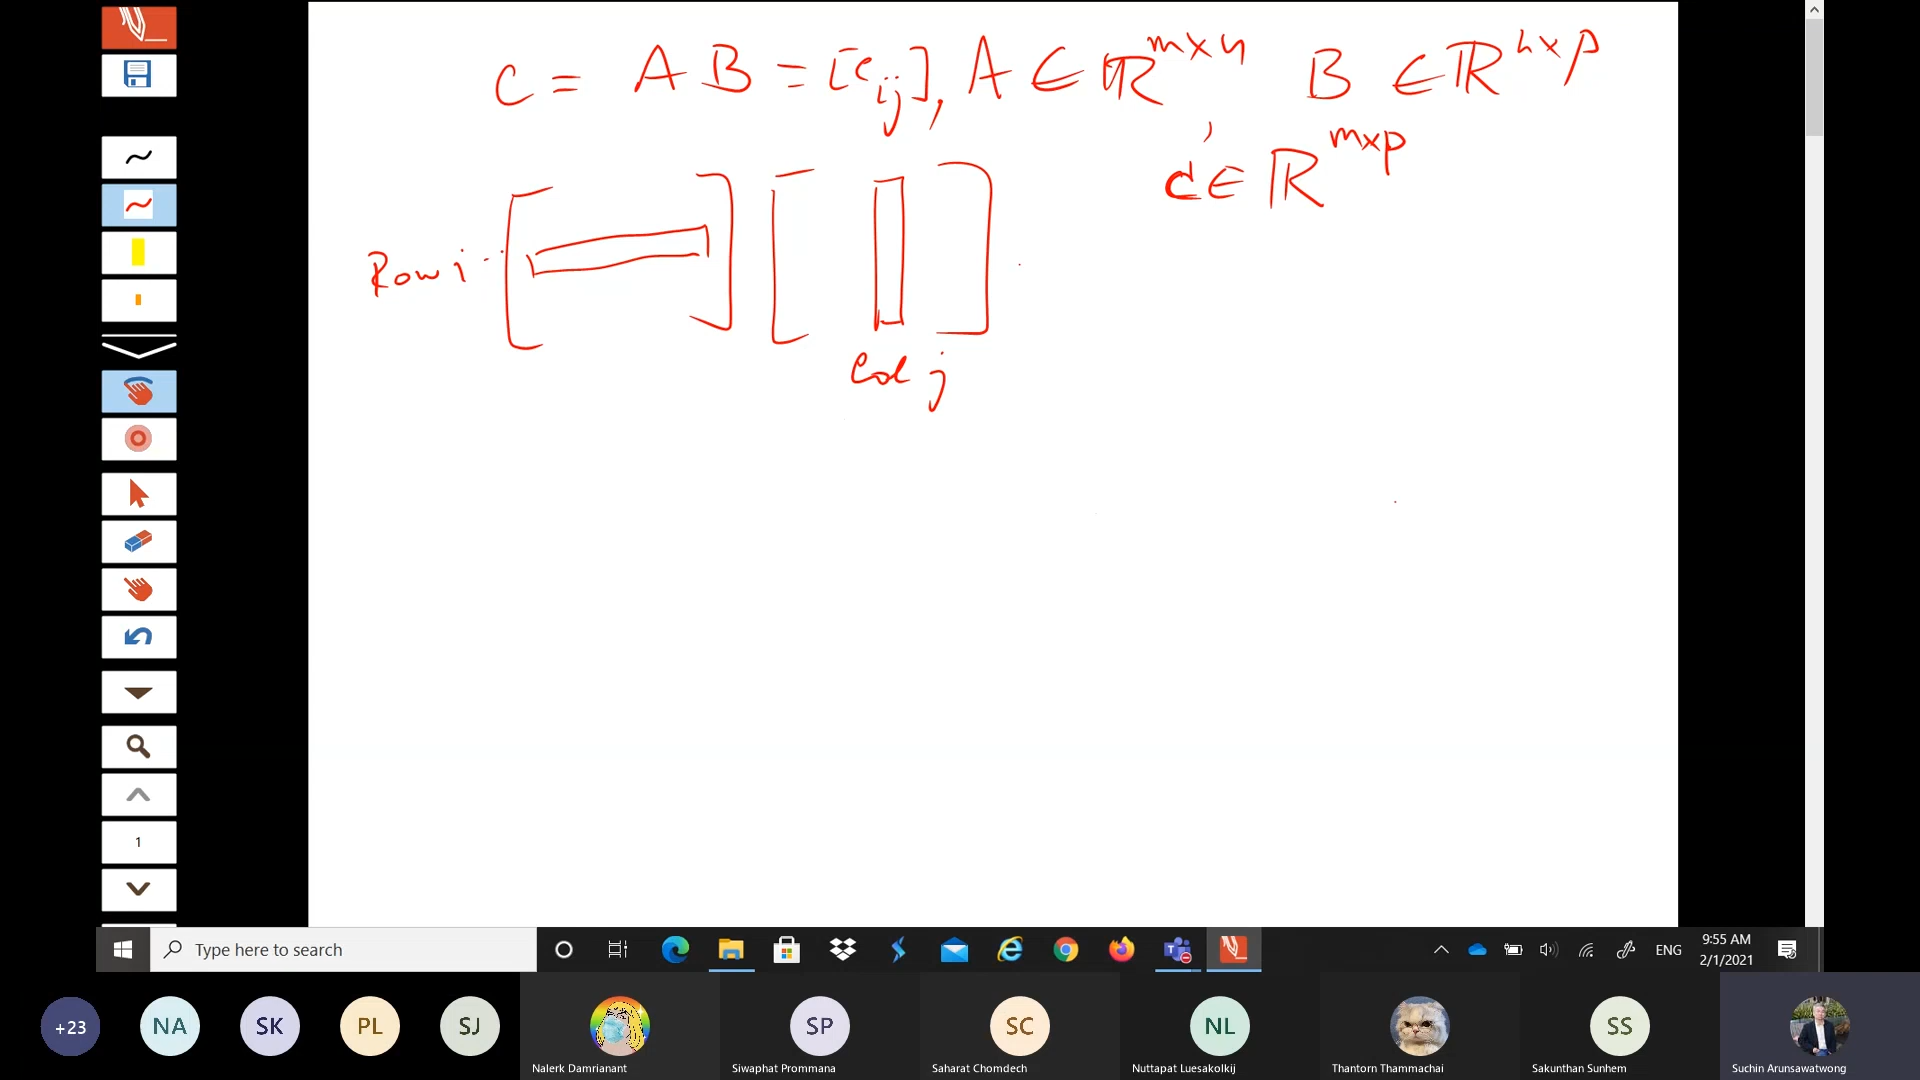 C = AB = [c_ij], A ∈ ℝ^{m×n} B ∈ ℝ^{n×p}
, C ∈ ℝ^{m×p}
Row i
Col j
1
Type here to search
ENG
9:55 AM
2/1/2021
+23
NA
SK
PL
SJ
SP
SC
NL
SS
Nalerk Damrianant
Siwaphat Prommana
Saharat Chomdech
Nuttapat Luesakolkij
Thantorn Thammachai
Sakunthan Sunhem
Suchin Arunsawatwong